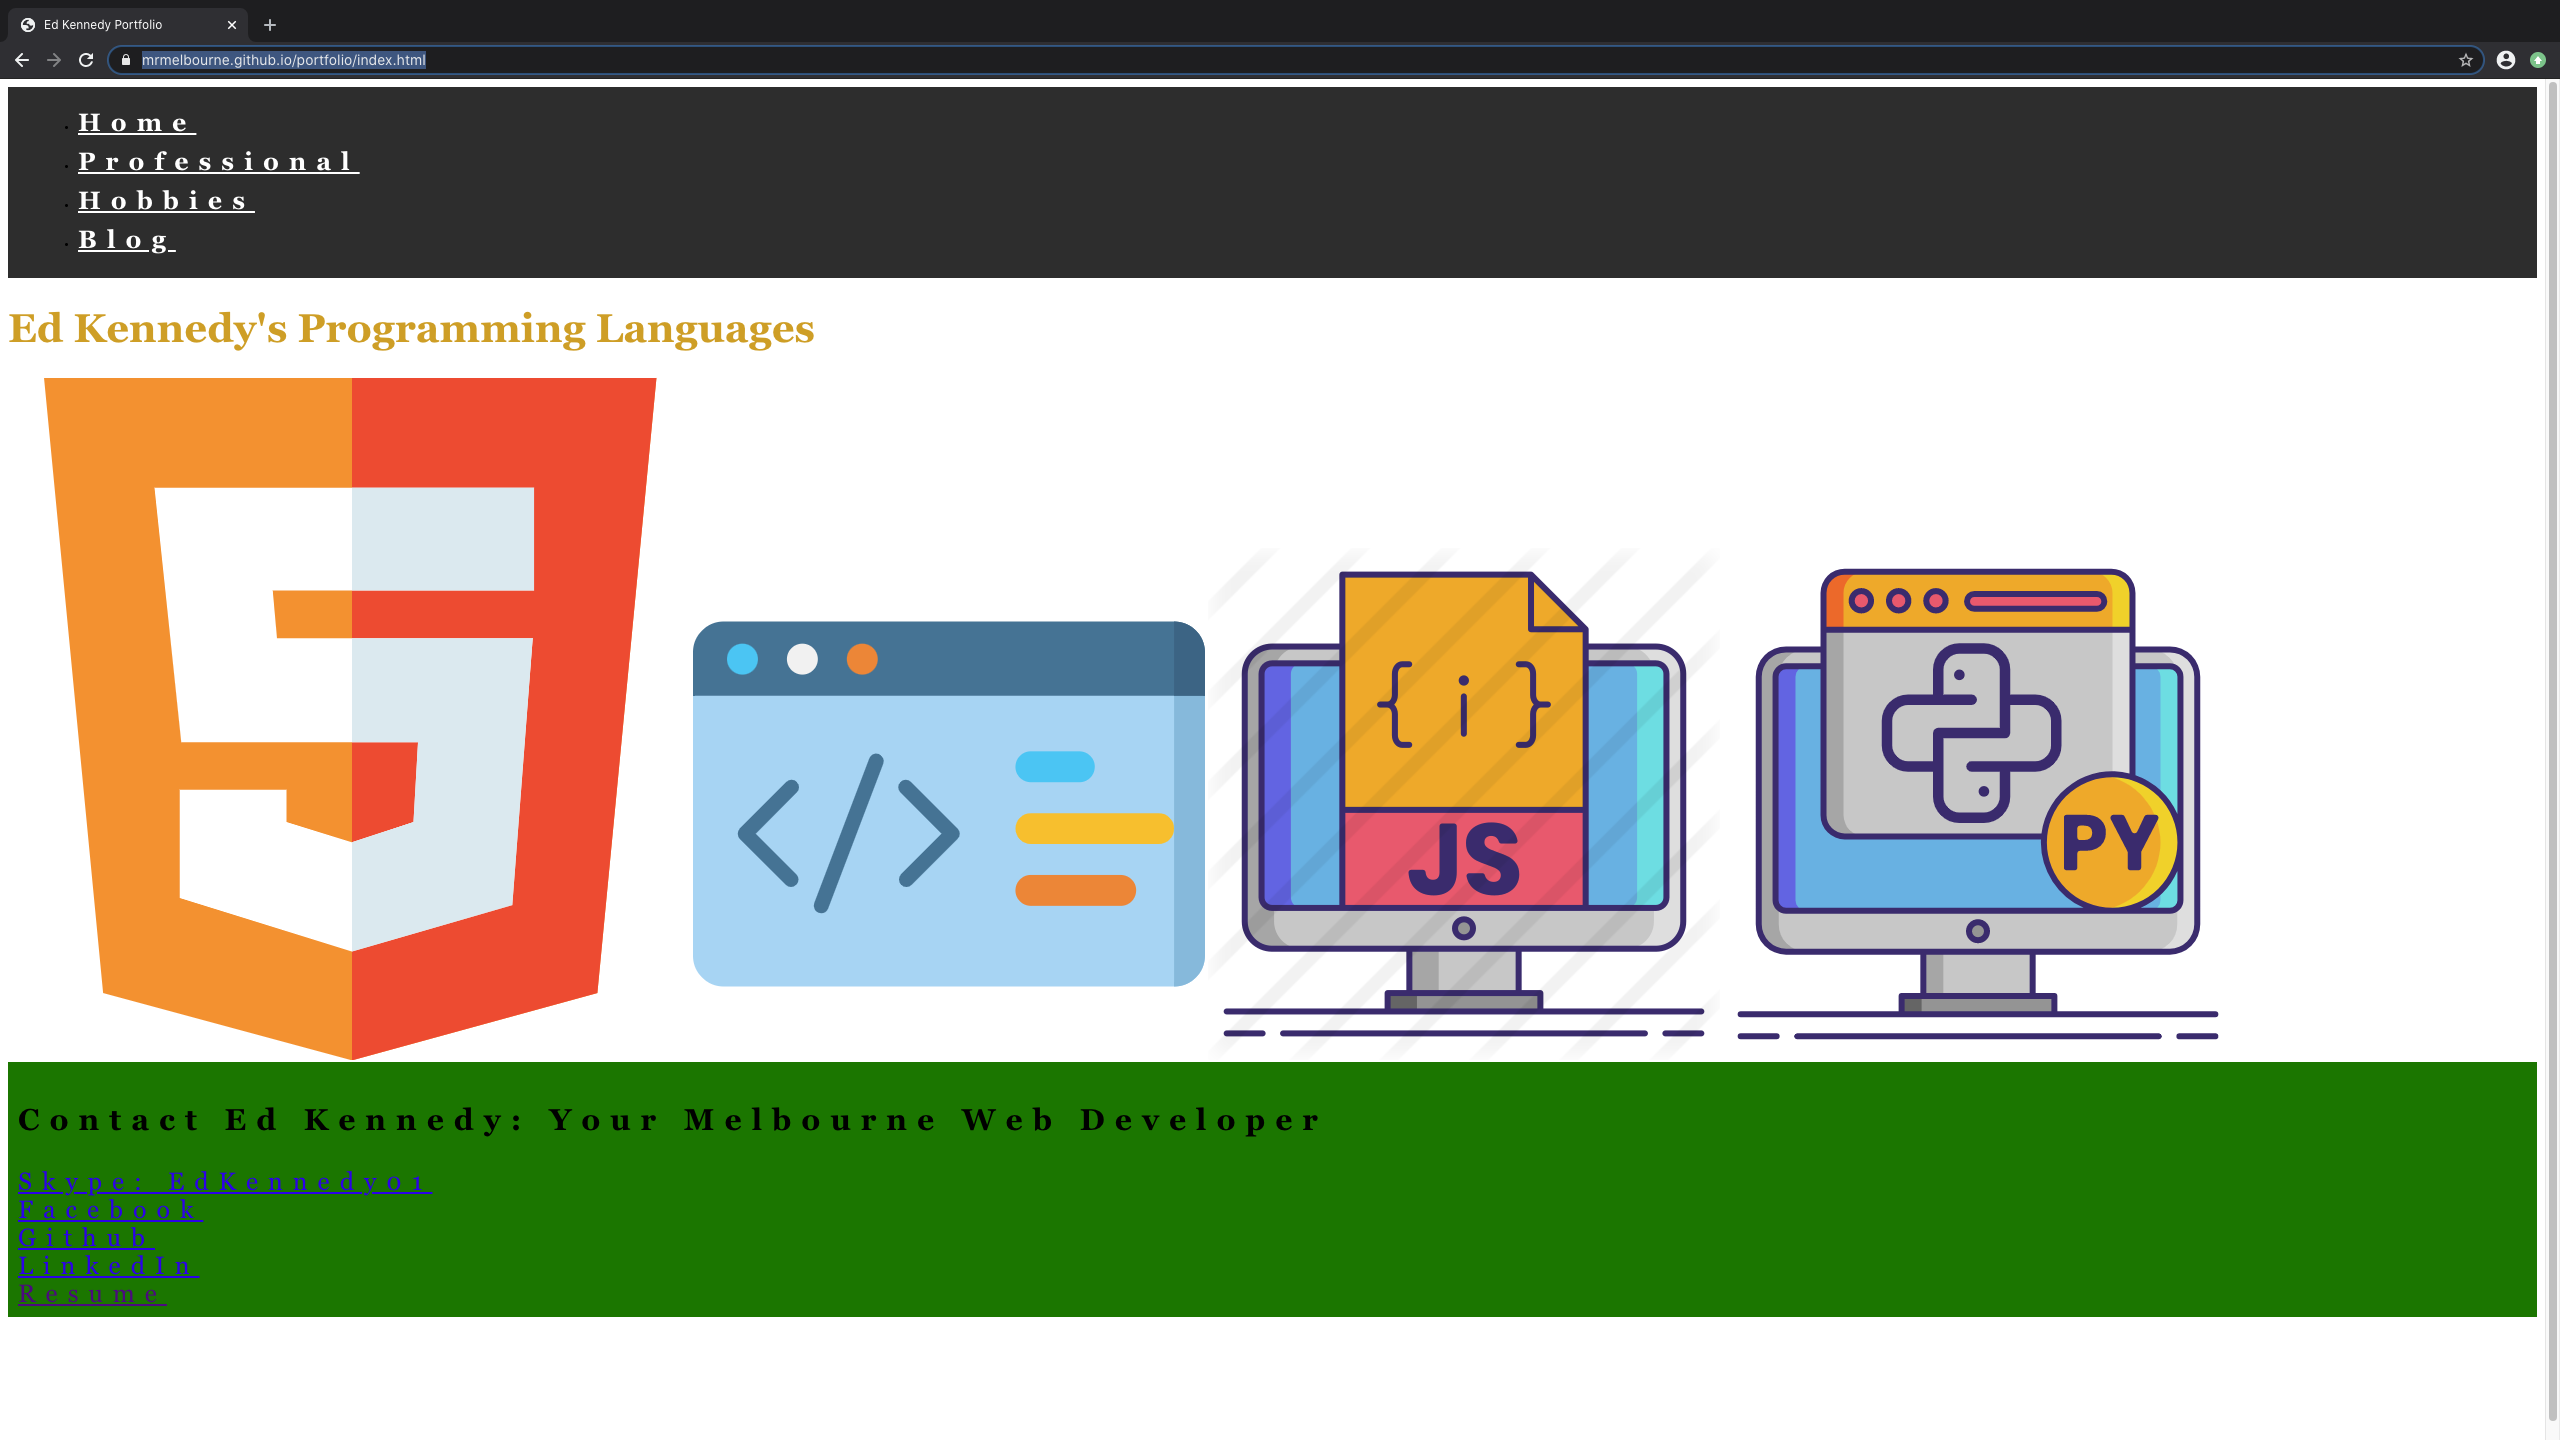 Ed Kennedy Portfolio
mrmelbourne.github.io/portfolio/index.html
Home
Professional
Hobbies
Blog
Ed Kennedy's Programming Languages
{ i }
JS
PY
</>
Contact Ed Kennedy: Your Melbourne Web Developer
Skype: EdKennedy01
Facebook
Github
LinkedIn
Resume